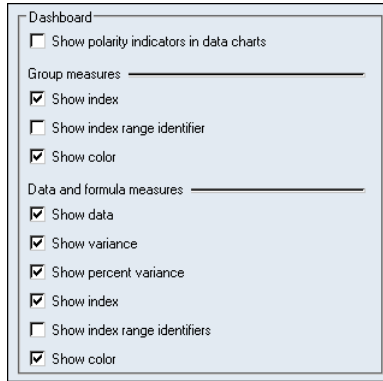 Dashboard
Show polarity indicators in data charts
Group measures
Show index
Show index range identifier
Show color
Data and formula measures
Show data
Show variance
Show percent variance
Show index
Show index range identifiers
Show color